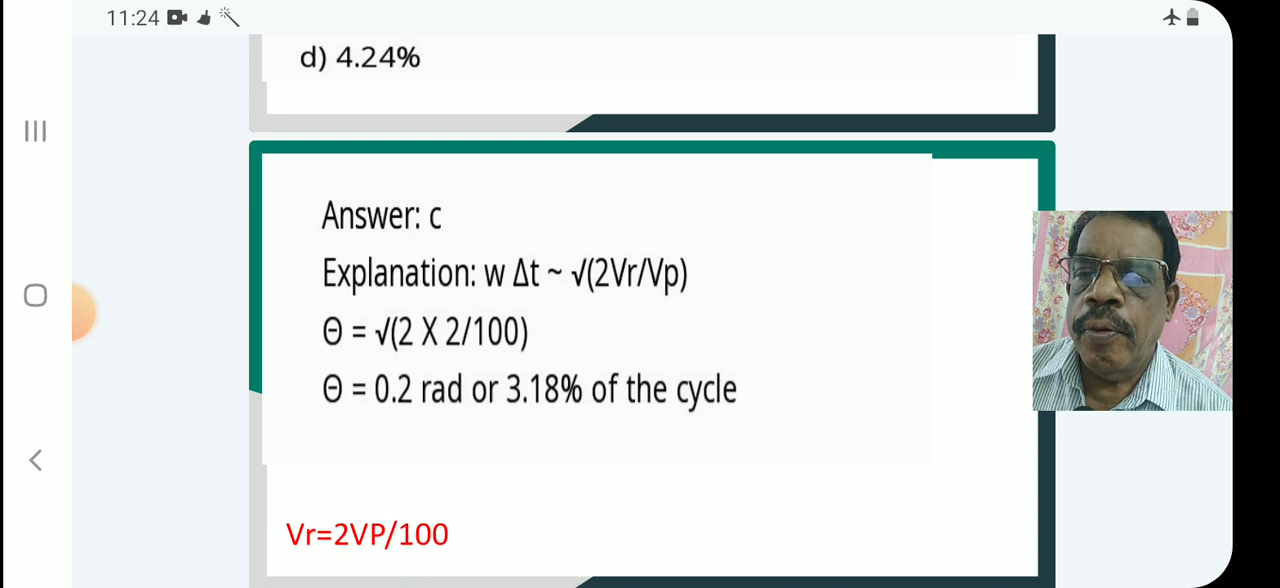 11:24
d) 4.24%
Answer: c
Explanation: w Δt ~ √(2Vr/Vp)
Θ = √(2 X 2/100)
Θ = 0.2 rad or 3.18% of the cycle
Vr=2VP/100